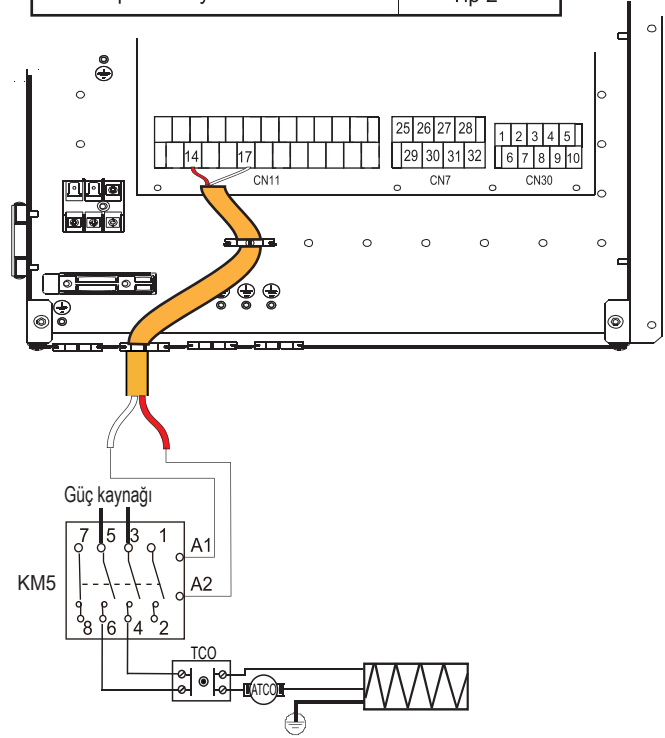 Tip 2
25 26 27 28
1 2 3 4 5
14 17
29 30 31 32
6 7 8 9 10
CN11
CN7
CN30
Güç kaynağı
7 5 3 1
A1
KM5
A2
8 6 4 2
TCO
ATCO